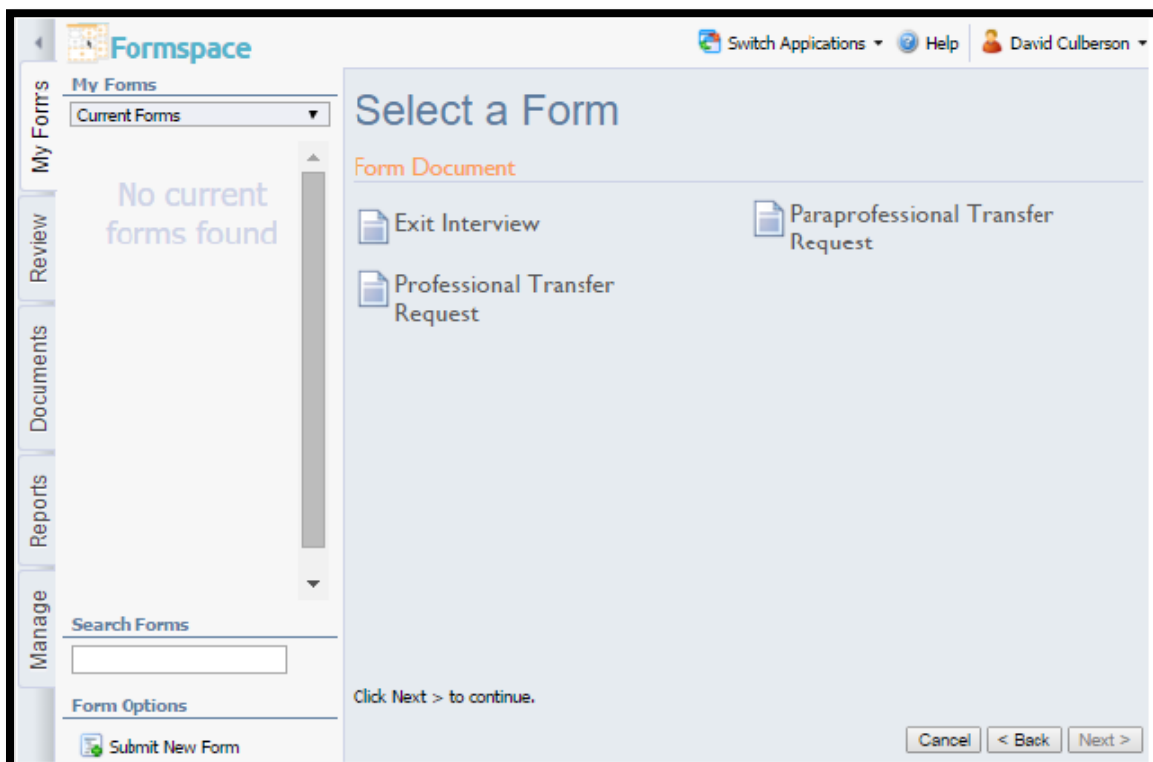 Formspace
Switch Applications
Help
David Culberson
My Forms
Review
Documents
Reports
Manage
My Forms
Current Forms
No current
forms found
Search Forms
Form Options
Submit New Form
Select a Form
Form Document
Exit Interview
Paraprofessional Transfer
Request
Professional Transfer
Request
Click Next > to continue.
Cancel
< Back
Next >